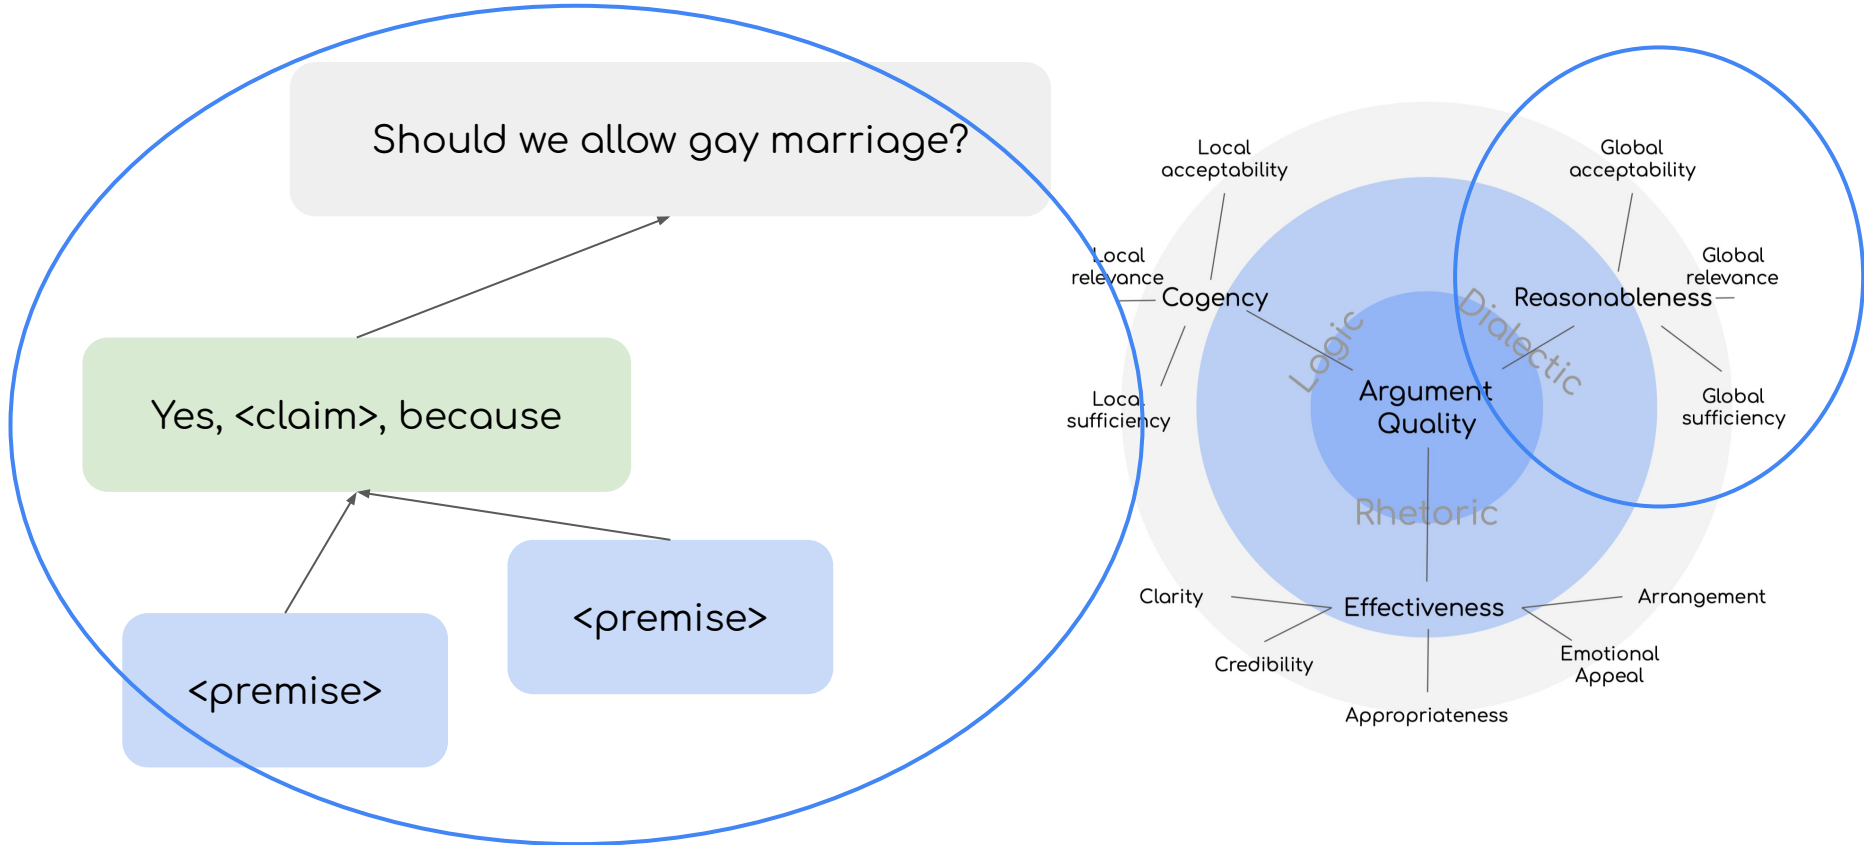 Should we allow gay marriage?
Yes, <claim>, because
<premise>
<premise>
Local
acceptability
Global
acceptability
Local
relevance
Global
relevance
Cogency
Reasonableness
Logic
Dialectic
Argument
Quality
Local
sufficiency
Global
sufficiency
Rhetoric
Clarity
Effectiveness
Arrangement
Credibility
Emotional
Appeal
Appropriateness